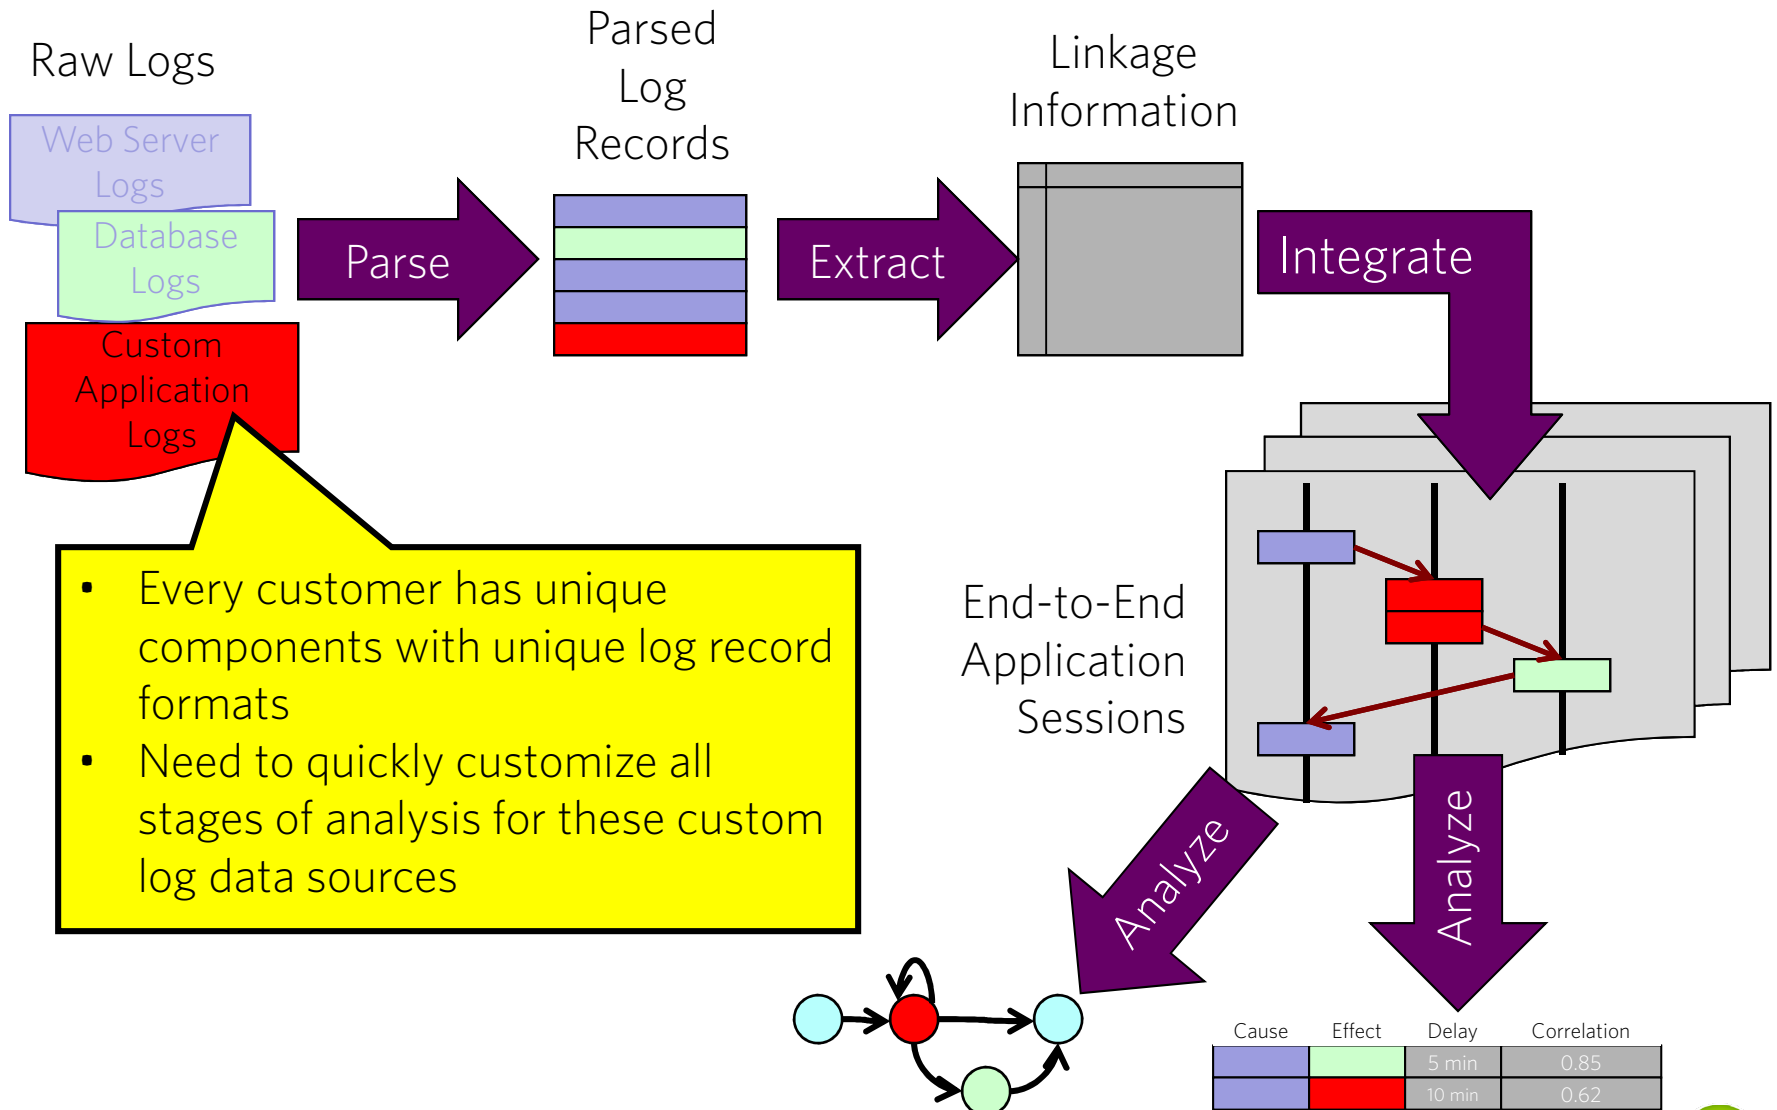 Raw Logs
Web Server
Logs
Database
Logs
Custom
Application
Logs
Parse
Parsed
Log
Records
Extract
Linkage
Information
Integrate
• Every customer has unique
components with unique log record
formats
• Need to quickly customize all
stages of analysis for these custom
log data sources
End-to-End
Application
Sessions
Analyze
Analyze
Cause Effect Delay Correlation
5 min 0.85
10 min 0.62